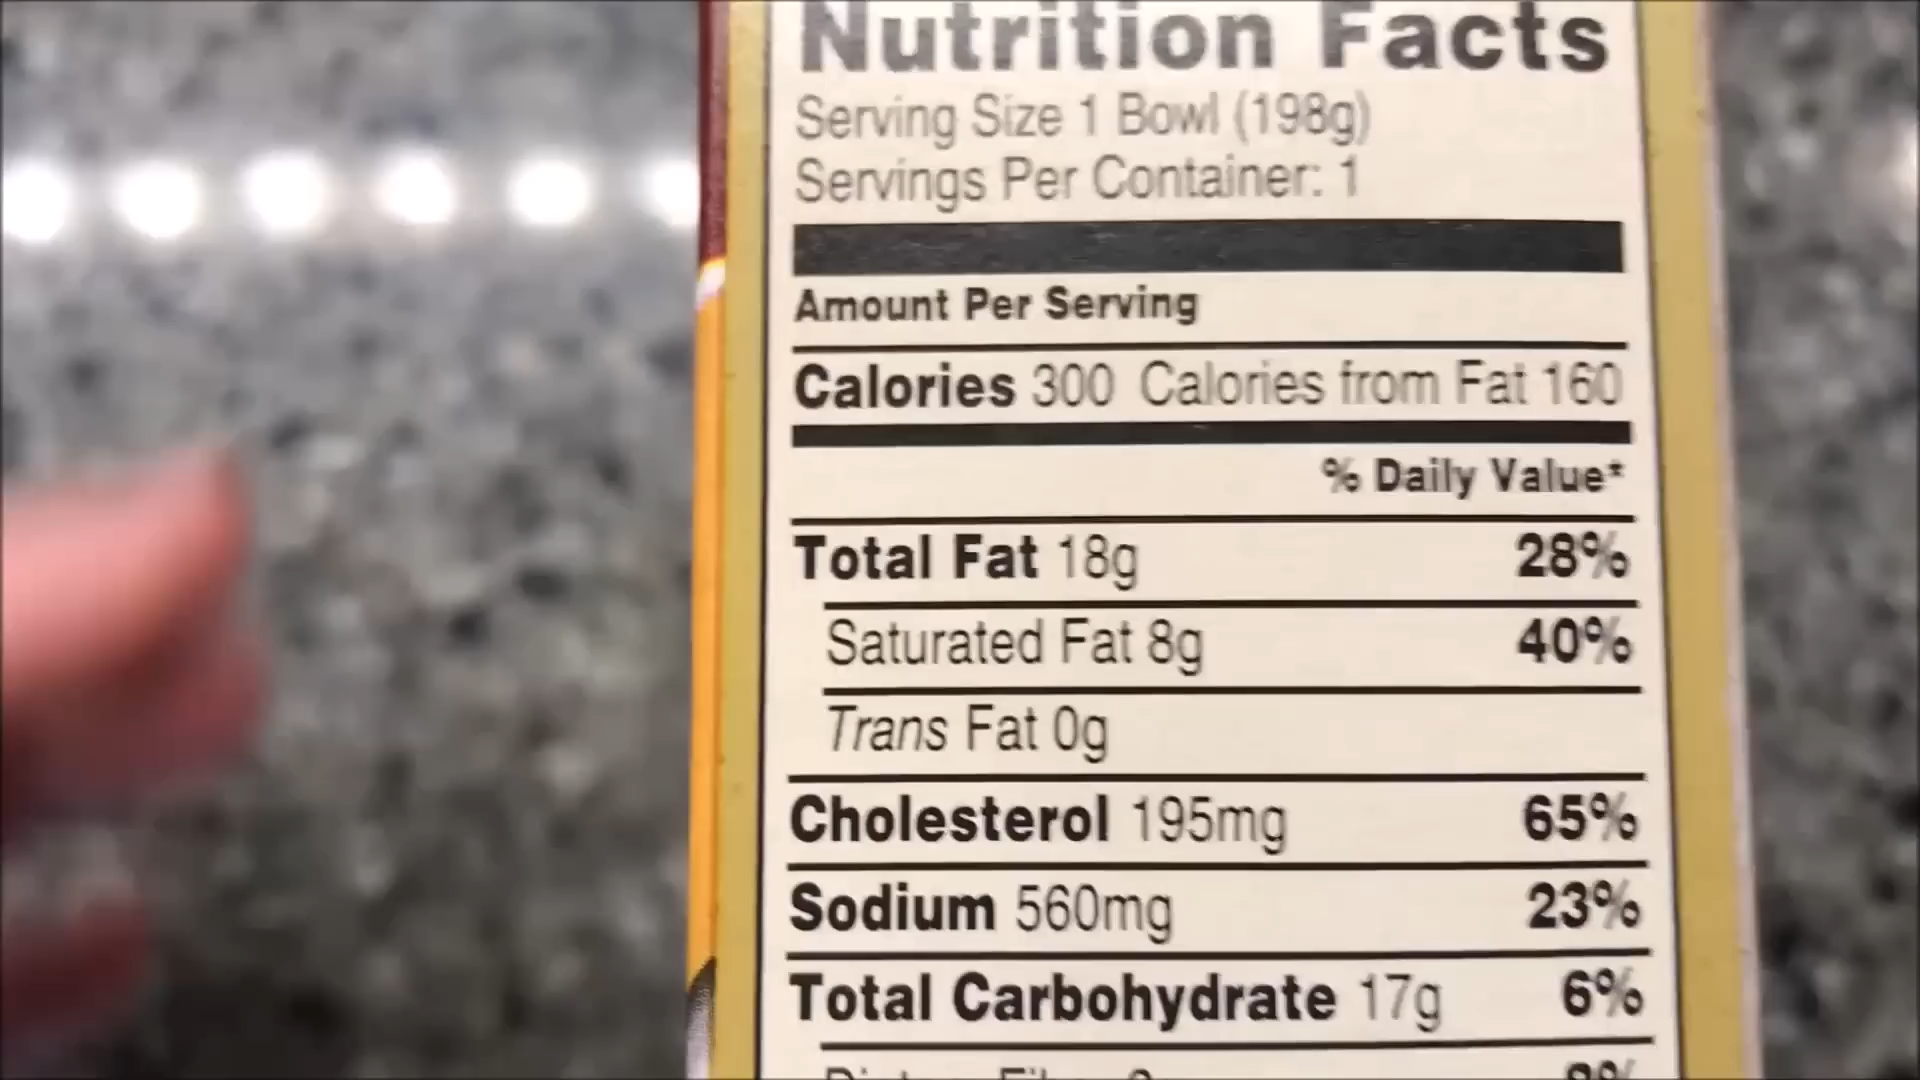 Nutrition Facts
Serving Size 1 Bowl (198g)
Servings Per Container: 1
Amount Per Serving
Calories 300 Calories from Fat 160
% Daily Value*
Total Fat 18g 28%
Saturated Fat 8g 40%
Trans Fat 0g
Cholesterol 195mg 65%
Sodium 560mg 23%
Total Carbohydrate 17g 6%